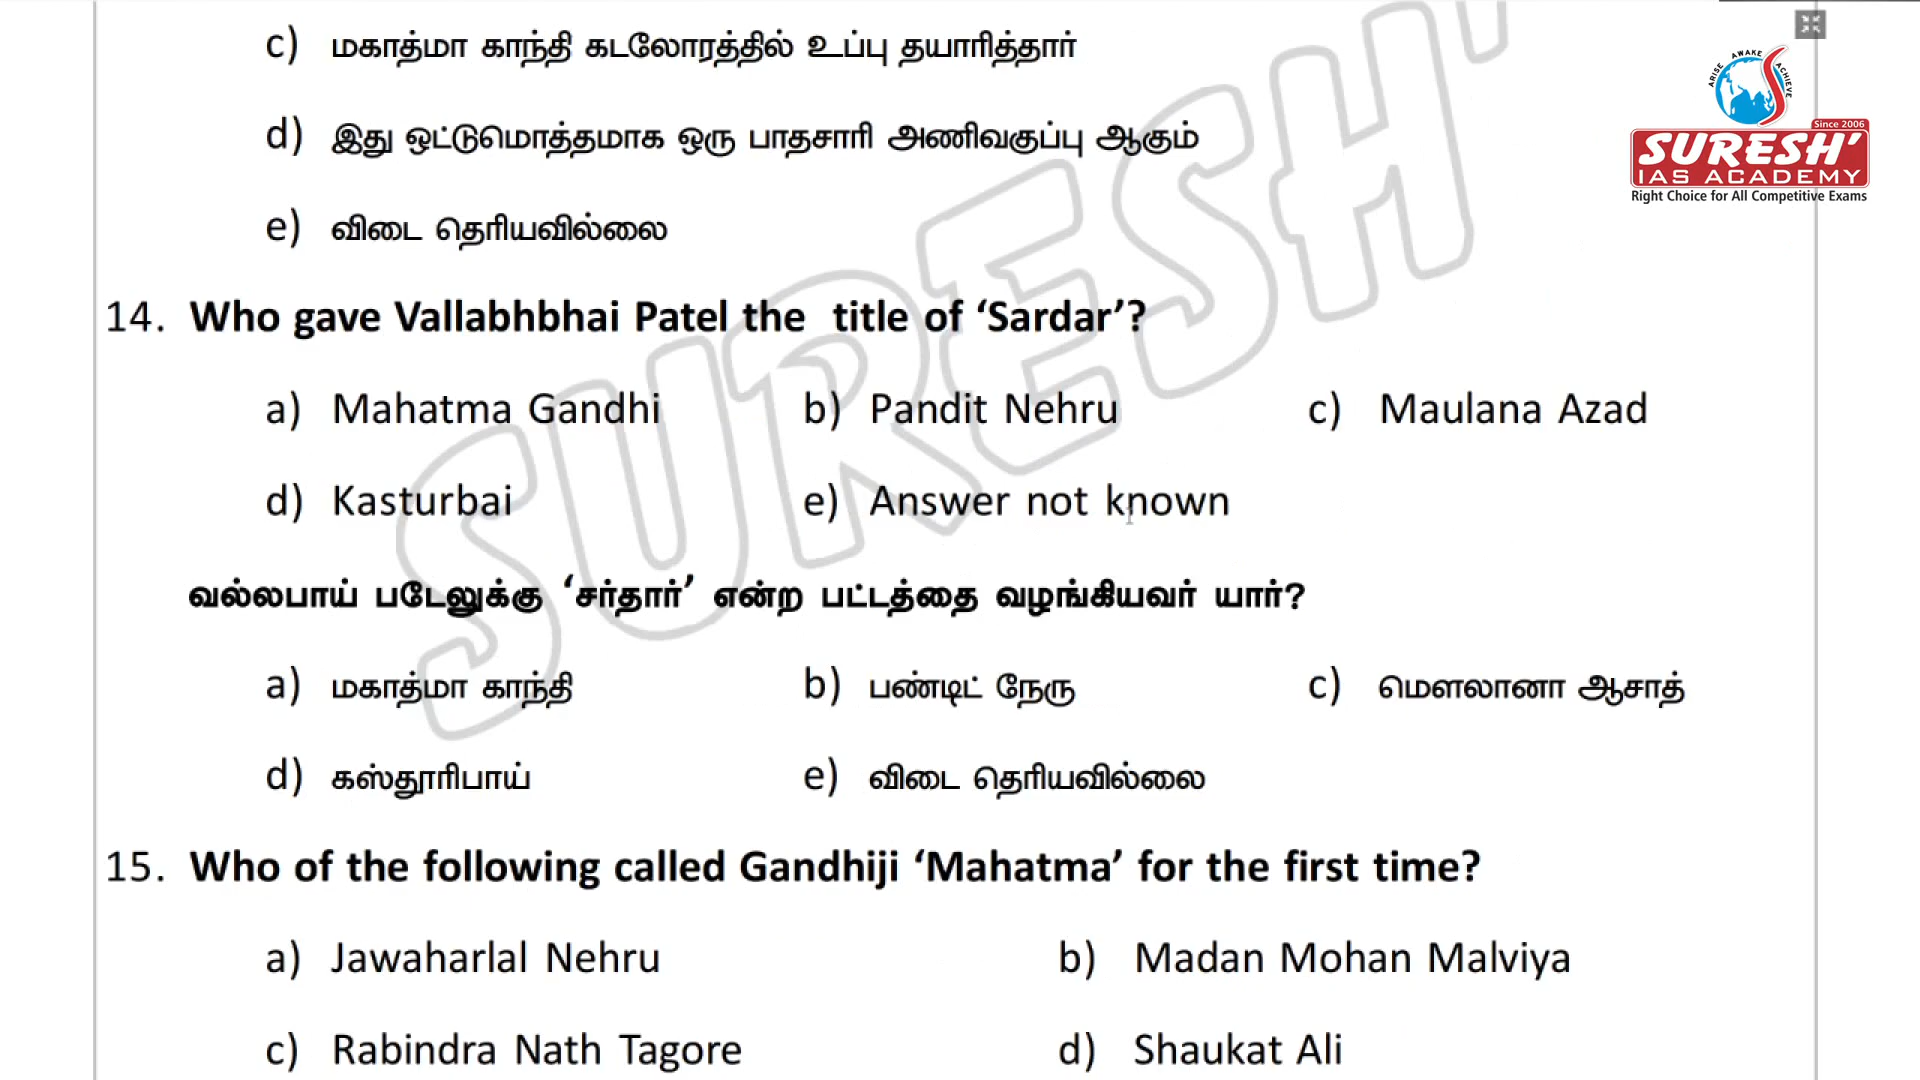 c) மகாத்மா காந்தி கடலோரத்தில் உப்பு தயாரித்தார்
d) இது ஒட்டுமொத்தமாக ஒரு பாதசாரி அணிவகுப்பு ஆகும்
e) விடை தெரியவில்லை
14. Who gave Vallabhbhai Patel the title of ‘Sardar’?
a) Mahatma Gandhi b) Pandit Nehru c) Maulana Azad
d) Kasturbai e) Answer not known
வல்லபாய் படேலுக்கு ‘சர்தார்’ என்ற பட்டத்தை வழங்கியவர் யார்?
a) மகாத்மா காந்தி b) பண்டிட் நேரு c) மௌலானா ஆசாத்
d) கஸ்தூரிபாய் e) விடை தெரியவில்லை
15. Who of the following called Gandhiji ‘Mahatma’ for the first time?
a) Jawaharlal Nehru b) Madan Mohan Malviya
c) Rabindra Nath Tagore d) Shaukat Ali
SURESH'
ARISE AWAKE ACHIEVE
Since 2006
SURESH'
IAS ACADEMY
Right Choice for All Competitive Exams